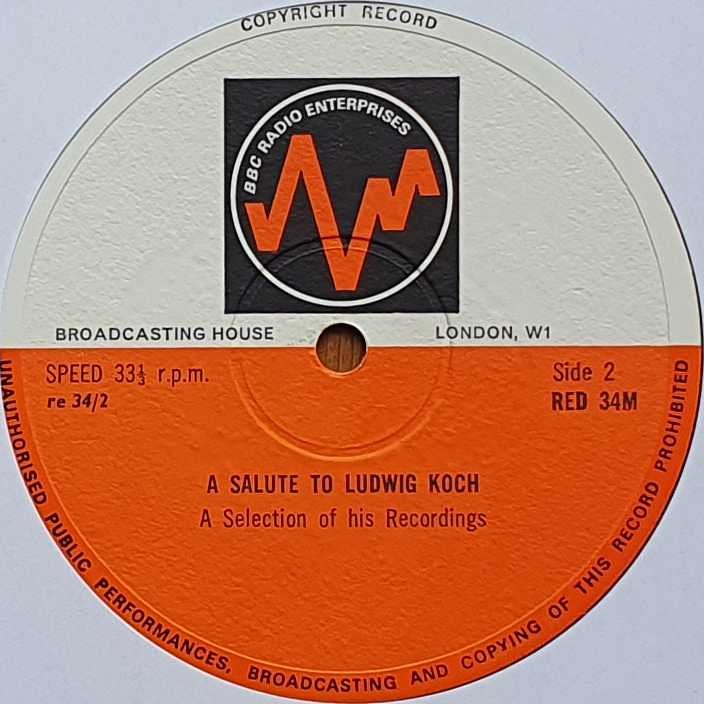 COPYRIGHT RECORD
BBC RADIO ENTERPRISES
BROADCASTING HOUSE LONDON, W1
SPEED 33⅓ r.p.m. Side 2
re 34/2 RED 34M
A SALUTE TO LUDWIG KOCH
A Selection of his Recordings
UNAUTHORISED PUBLIC PERFORMANCES, BROADCASTING AND COPYING OF THIS RECORD PROHIBITED